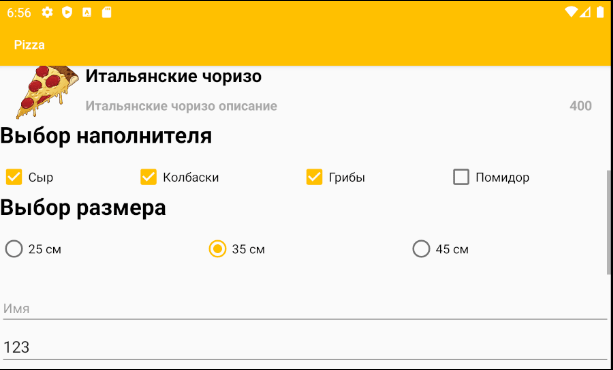 6:56
Pizza
Итальянские чоризо
Итальянские чоризо описание 400
Выбор наполнителя
Сыр Колбаски Грибы Помидор
Выбор размера
25 см 35 см 45 см
Имя
123